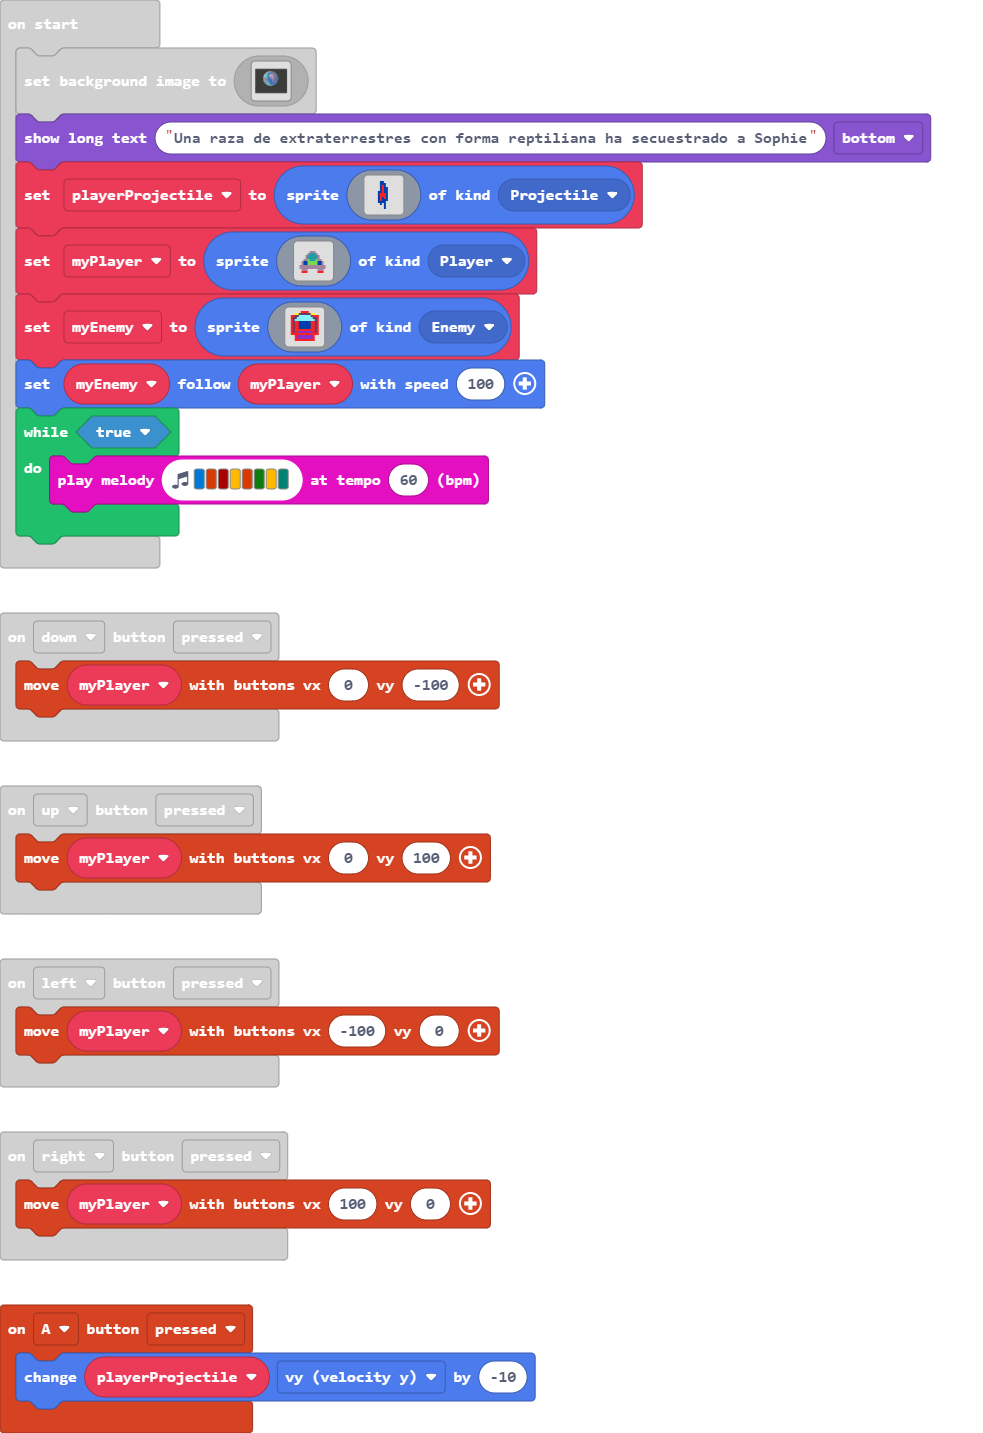 on start
set background image to
show long text "Una raza de extraterrestres con forma reptiliana ha secuestrado a Sophie" bottom
set playerProjectile to sprite of kind Projectile
set myPlayer to sprite of kind Player
set myEnemy to sprite of kind Enemy
set myEnemy follow myPlayer with speed 100
while true
do
play melody at tempo 60 (bpm)
on down button pressed
move myPlayer with buttons vx 0 vy -100
on up button pressed
move myPlayer with buttons vx 0 vy 100
on left button pressed
move myPlayer with buttons vx -100 vy 0
on right button pressed
move myPlayer with buttons vx 100 vy 0
on A button pressed
change playerProjectile vy (velocity y) by -10